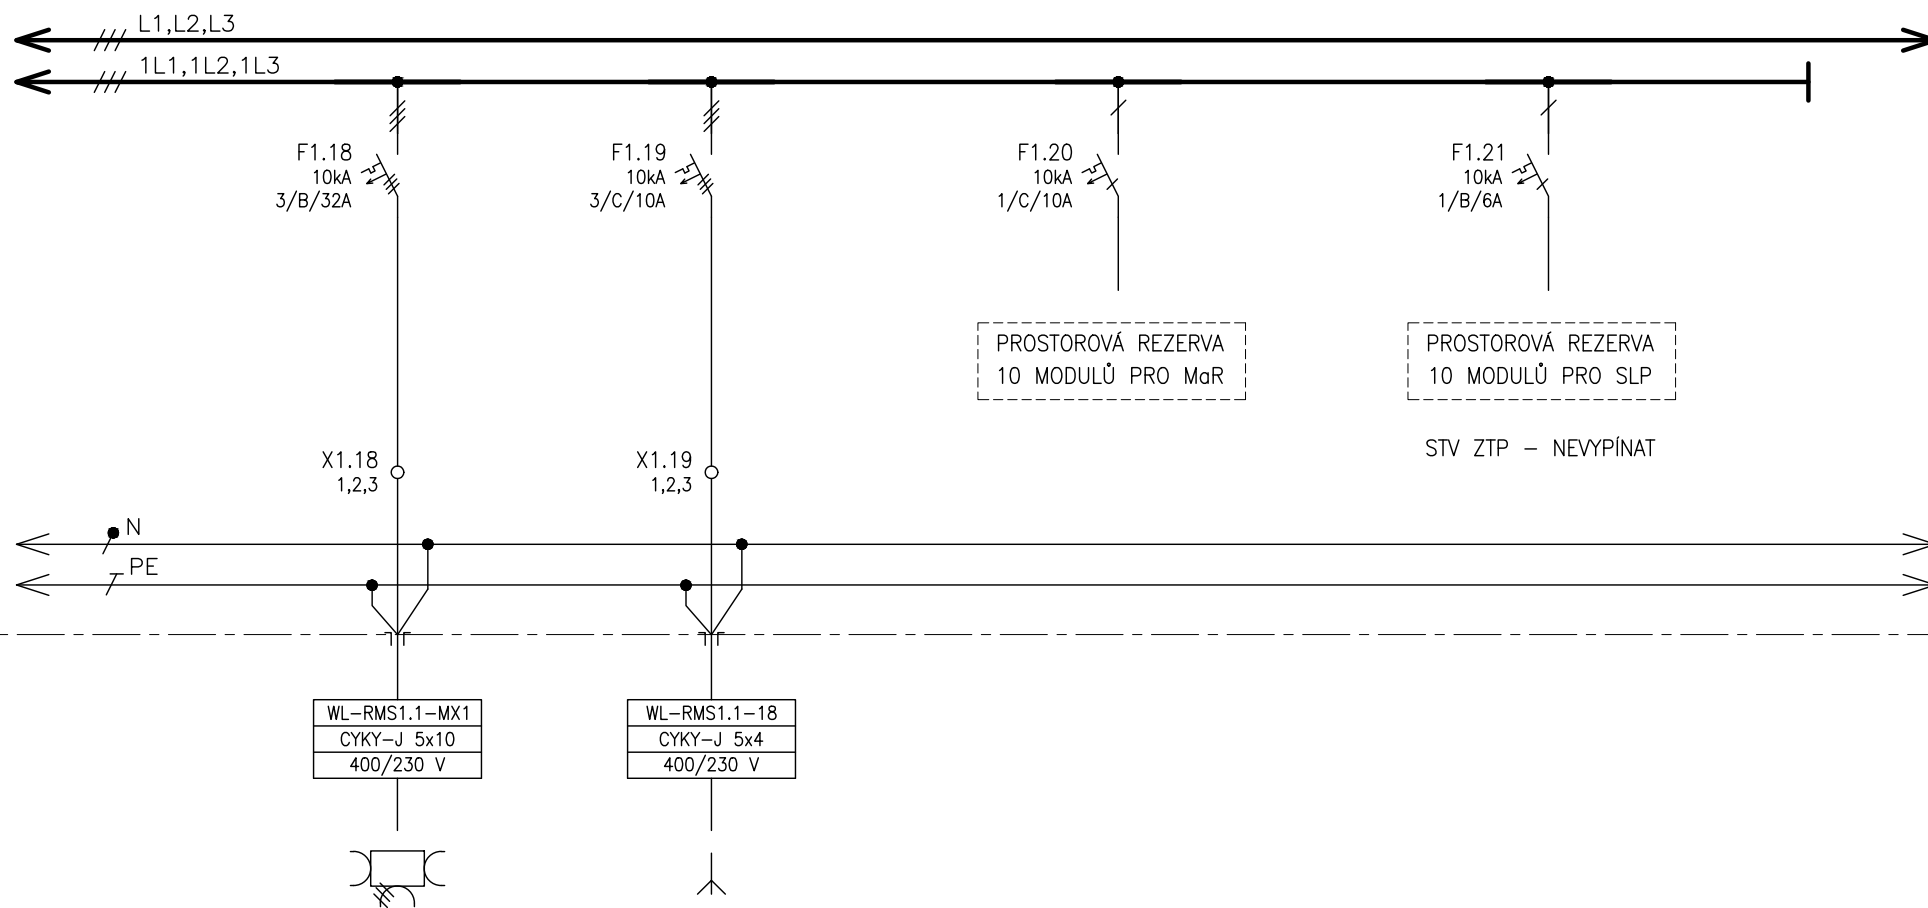 L1,L2,L3
1L1,1L2,1L3
F1.18
10kA
3/B/32A
F1.19
10kA
3/C/10A
F1.20
10kA
1/C/10A
F1.21
10kA
1/B/6A
PROSTOROVÁ REZERVA
10 MODULŮ PRO MaR
PROSTOROVÁ REZERVA
10 MODULŮ PRO SLP
STV ZTP – NEVYPÍNAT
X1.18
1,2,3
X1.19
1,2,3
N
PE
WL–RMS1.1–MX1
CYKY–J 5x10
400/230 V
WL–RMS1.1–18
CYKY–J 5x4
400/230 V